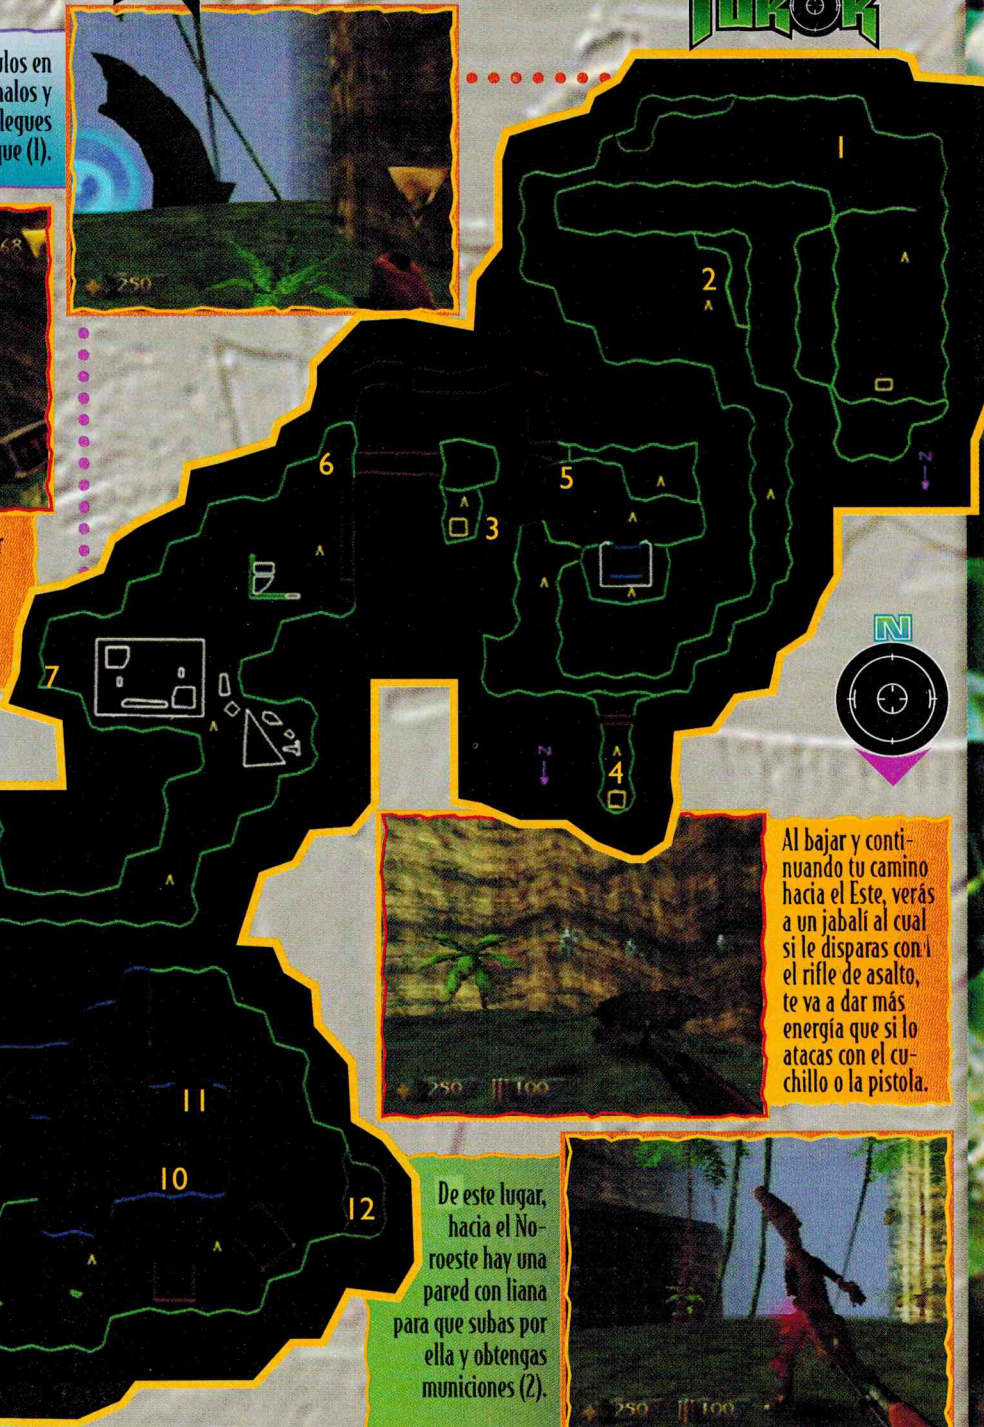 TUROK
ulos en
nalos y
legues
que (1).
68
250
1
2
N
6
5
3
7
N
4
N
Al bajar y conti-
nuando tu camino
hacia el Este, verás
a un jabalí al cual
si le disparas con
el rifle de asalto,
te va a dar más
energía que si lo
atacas con el cu-
chillo o la pistola.
250 100
11
10
12
De este lugar,
hacia el No-
roeste hay una
pared con liana
para que subas por
ella y obtengas
municiones (2).
250 100